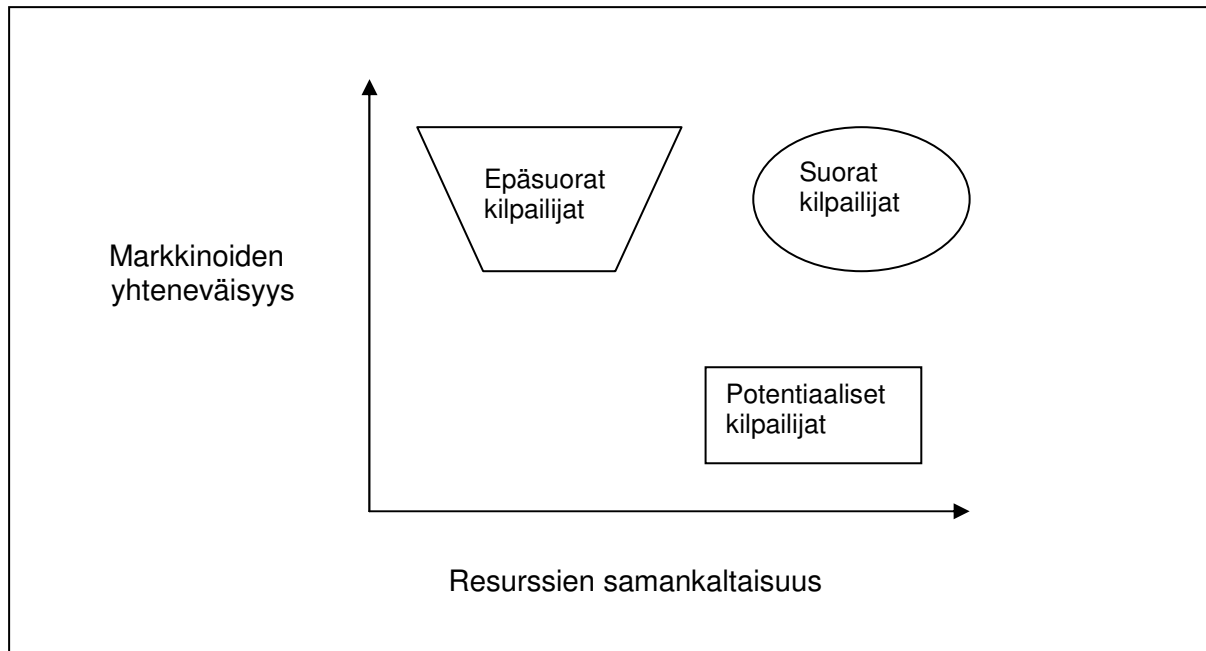 Epäsuorat
kilpailijat
Suorat
kilpailijat
Markkinoiden
yhteneväisyys
Potentiaaliset
kilpailijat
Resurssien samankaltaisuus